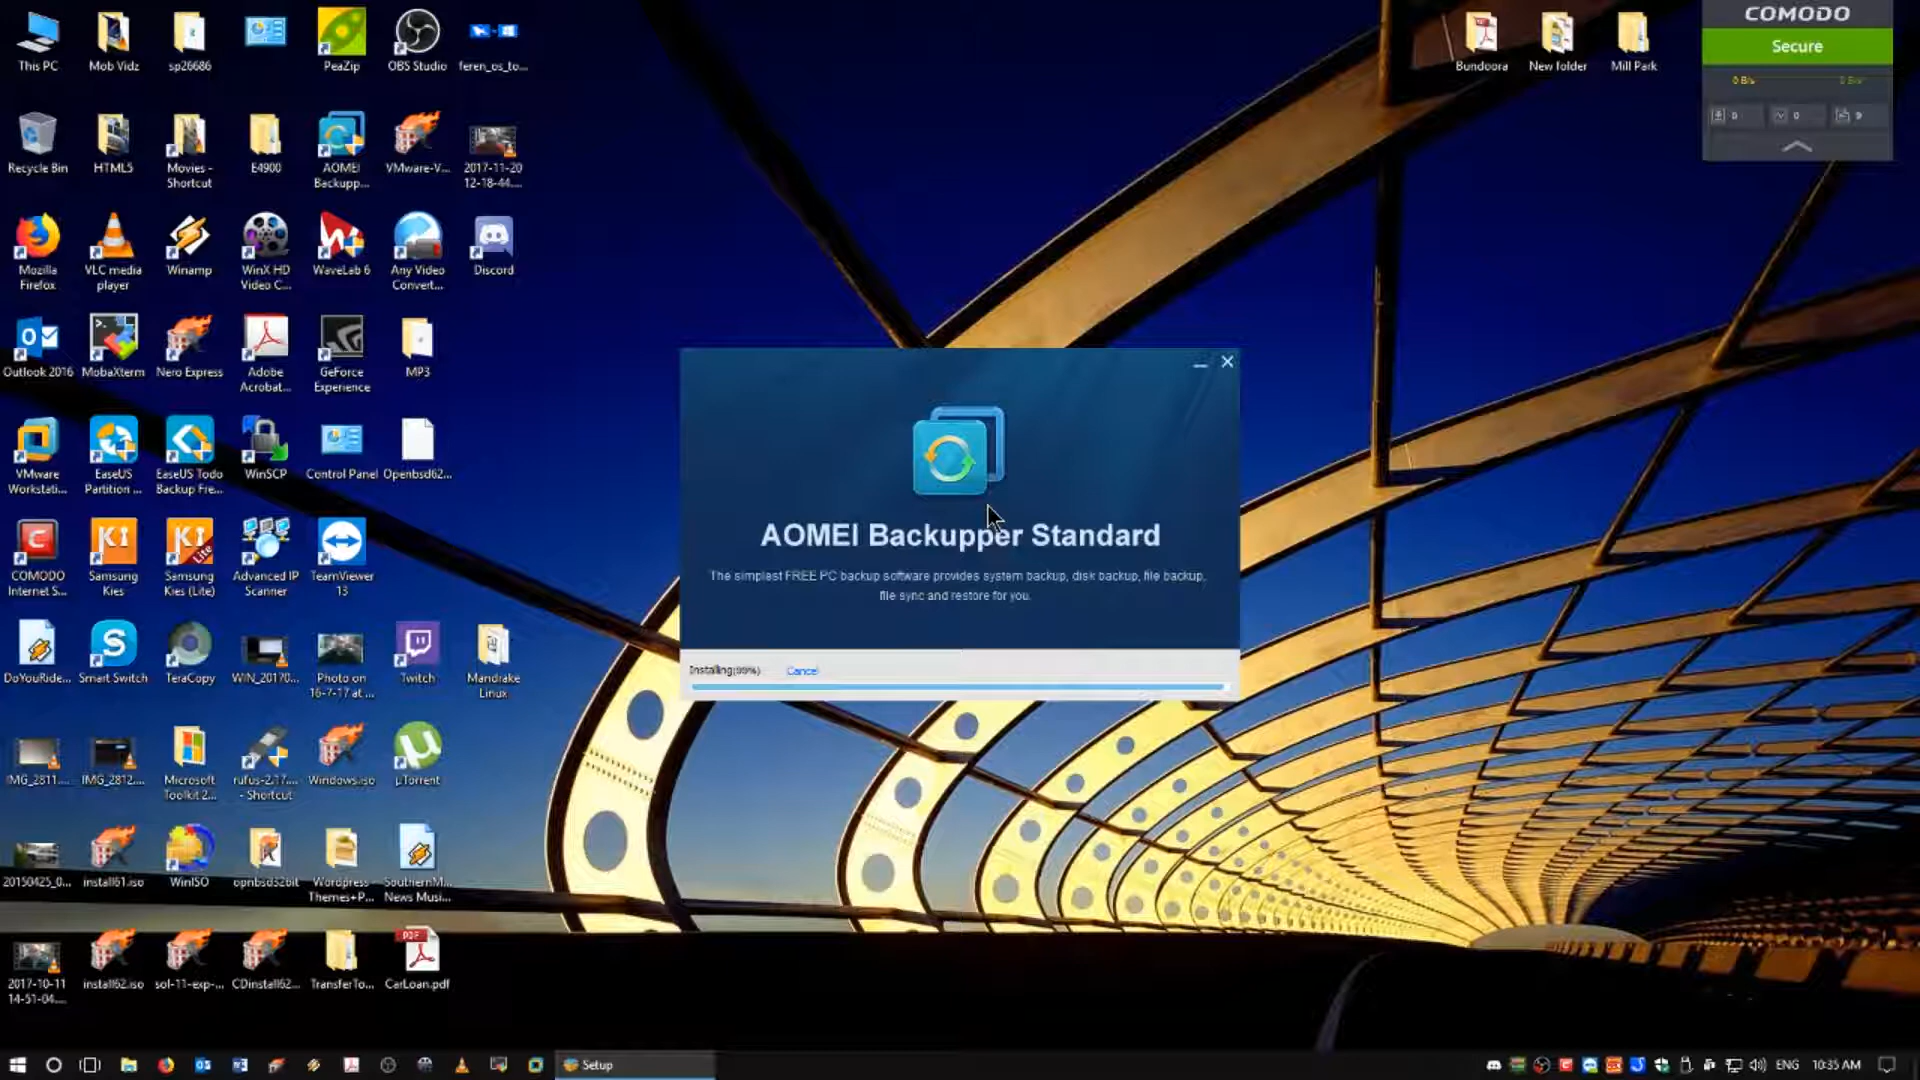 This PC
Mob Vidz
sp26686
PeaZip
OBS Studio
feren_os_to...
Bundoora
New folder
Mill Park
COMODO
Secure
0 B/s
0 B/s
0
0
0
Recycle Bin
HTML5
Movies -
Shortcut
E4900
AOMEI
Backupp...
VMware-V...
2017-11-20
12-18-44....
Mozilla
Firefox
VLC media
player
Winamp
WinX HD
Video C...
WaveLab 6
Any Video
Convert...
Discord
Outlook 2016
MobaXterm
Nero Express
Adobe
Acrobat...
GeForce
Experience
MP3
VMware
Workstati...
EaseUS
Partition ...
EaseUS Todo
Backup Fre...
WinSCP
Control Panel
Openbsd62...
AOMEI Backupper Standard
The simplest FREE PC backup software provides system backup, disk backup, file backup,
file sync and restore for you.
Installing(99%)
Cancel
COMODO
Internet S...
Samsung
Kies
Samsung
Kies (Lite)
Advanced IP
Scanner
TeamViewer
13
DoYouRide...
Smart Switch
TeraCopy
WIN_20170...
Photo on
16-7-17 at ...
Twitch
Mandrake
Linux
IMG_2811....
IMG_2812....
Microsoft
Toolkit 2...
rufus-2.17....
- Shortcut
Windows.iso
µTorrent
20150425_0...
install61.iso
WinISO
opnbsd32bit
Wordpress
Themes+P...
SouthernM...
News Musi...
2017-10-11
14-51-04....
install62.iso
sol-11-exp-...
CDinstall62...
TransferTo...
PDF
CarLoan.pdf
Setup
ENG
10:35 AM